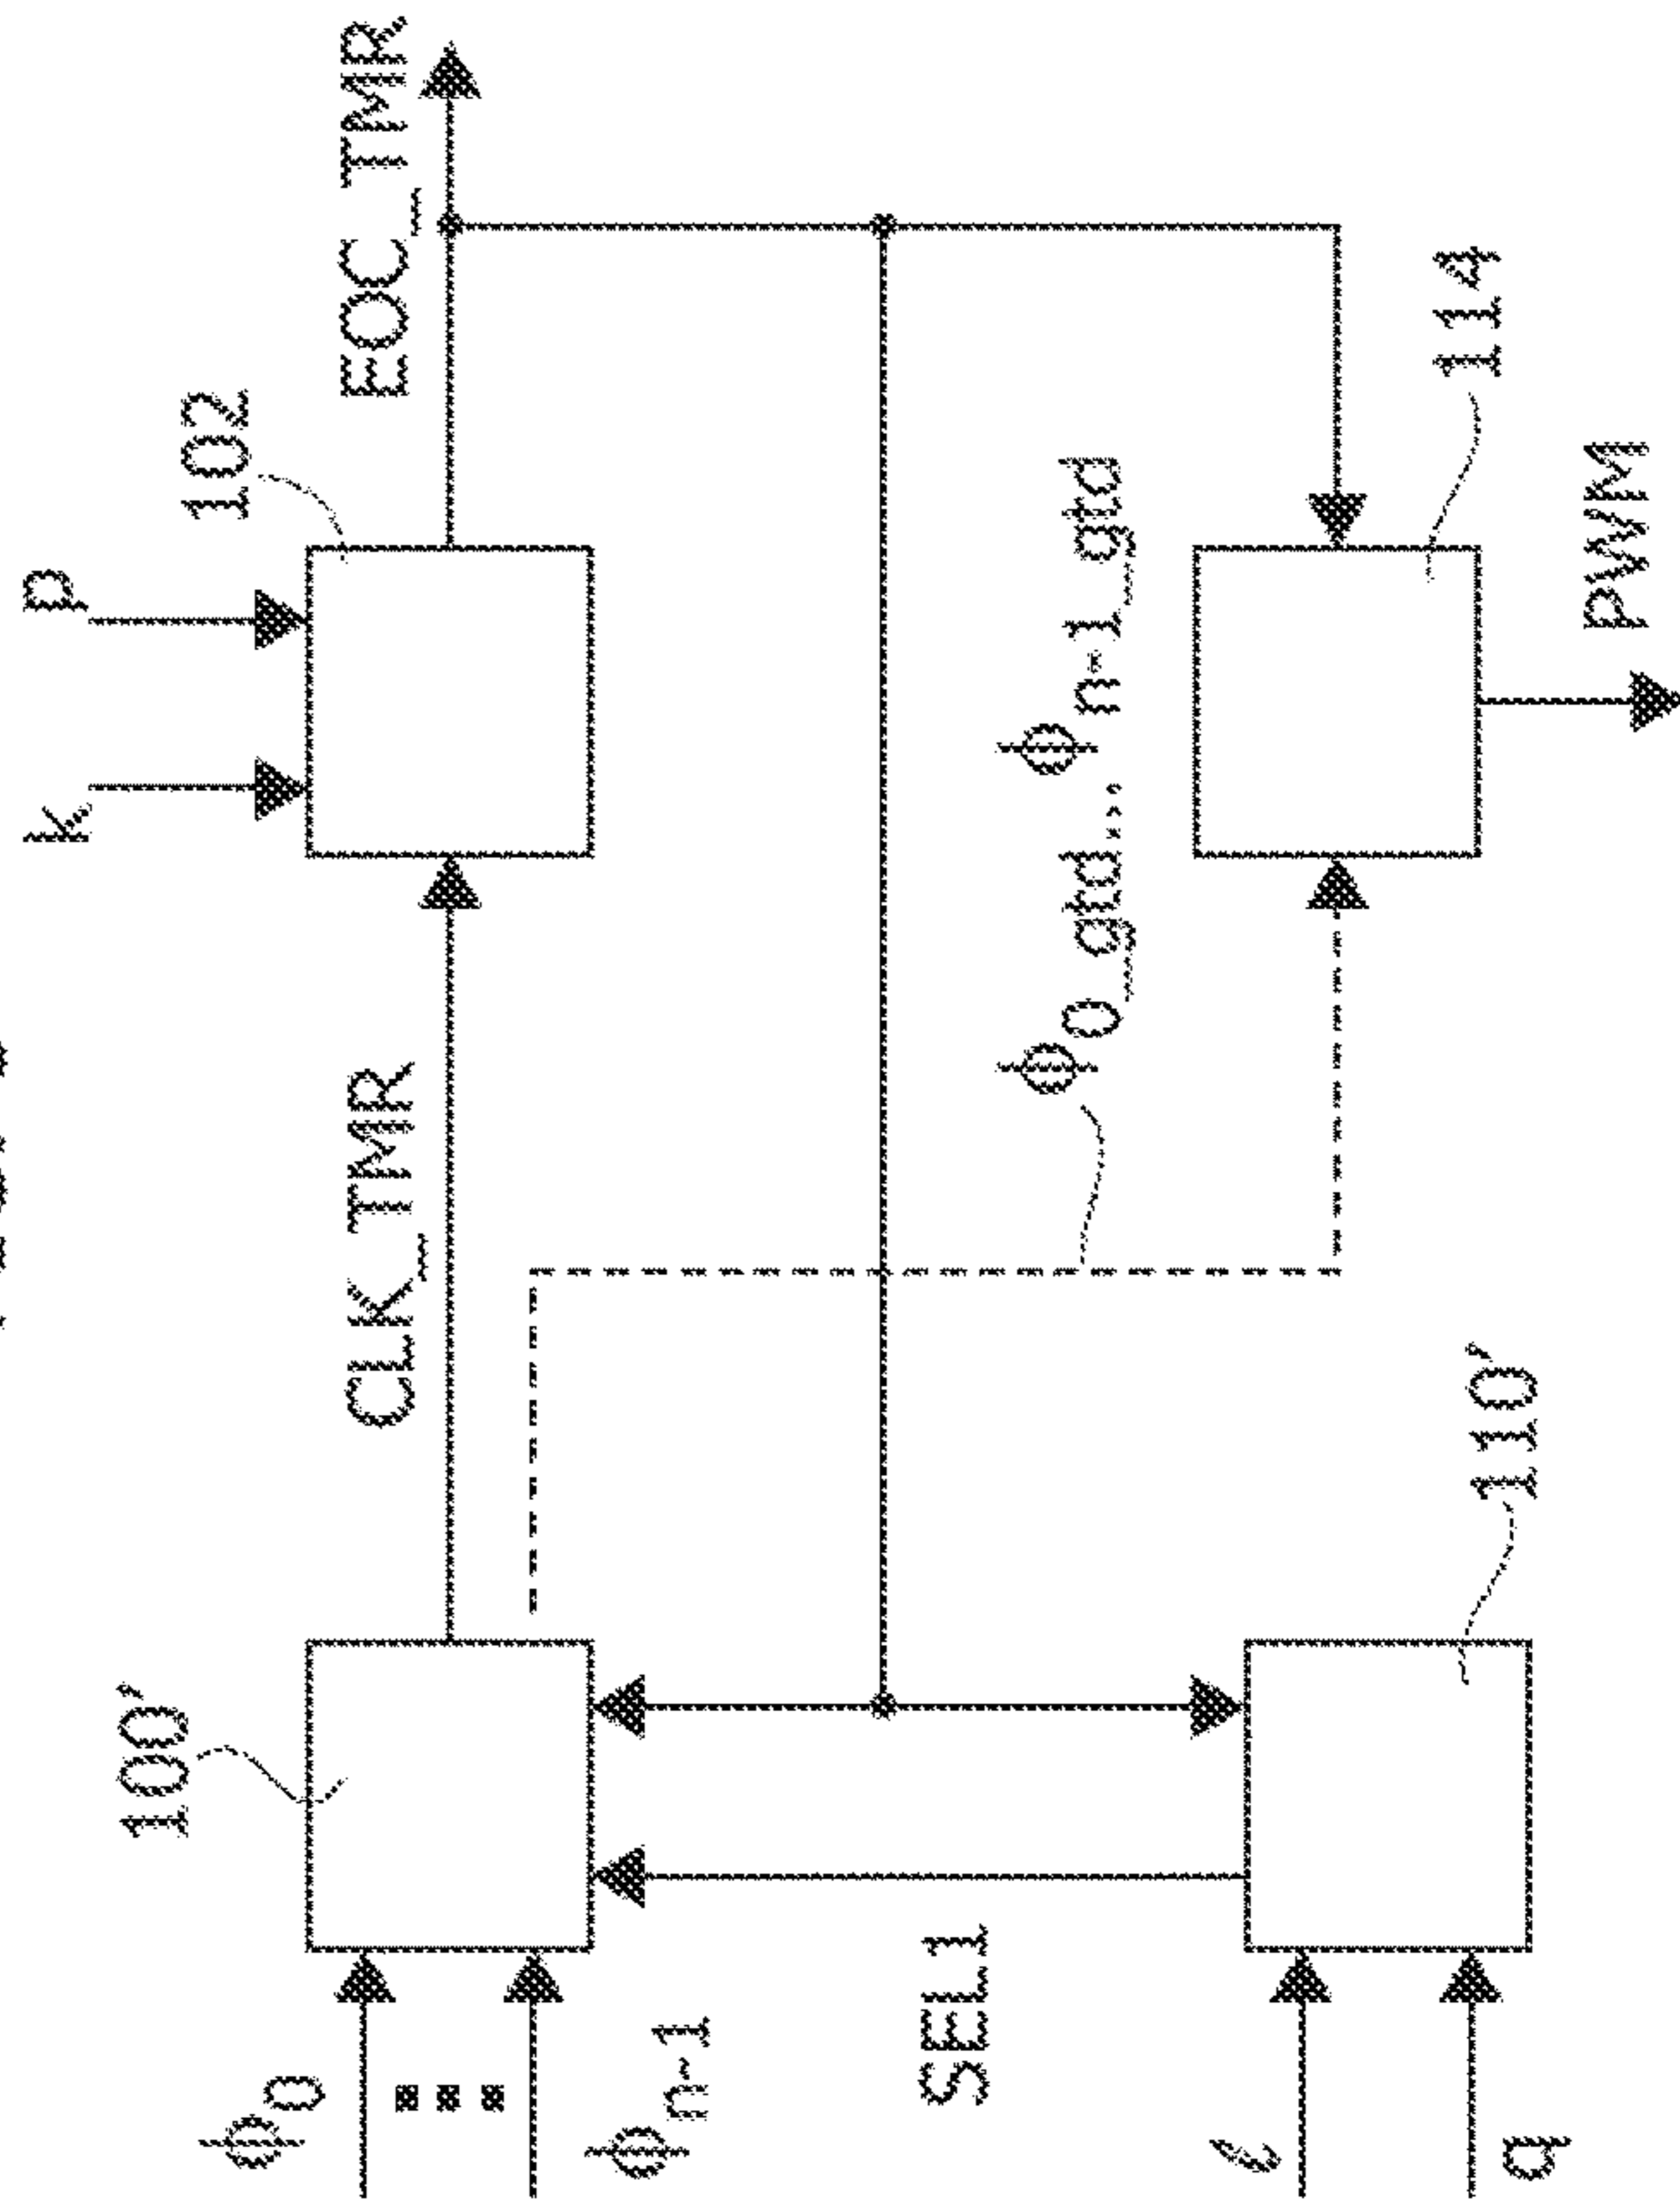 k
p
100'
102
ϕ0
CLK_TMR
EOC_TMR
ϕn-1
SEL1
ϕ0_gtd... ϕn-1_gtd
ℓ
114
110'
q
PWM